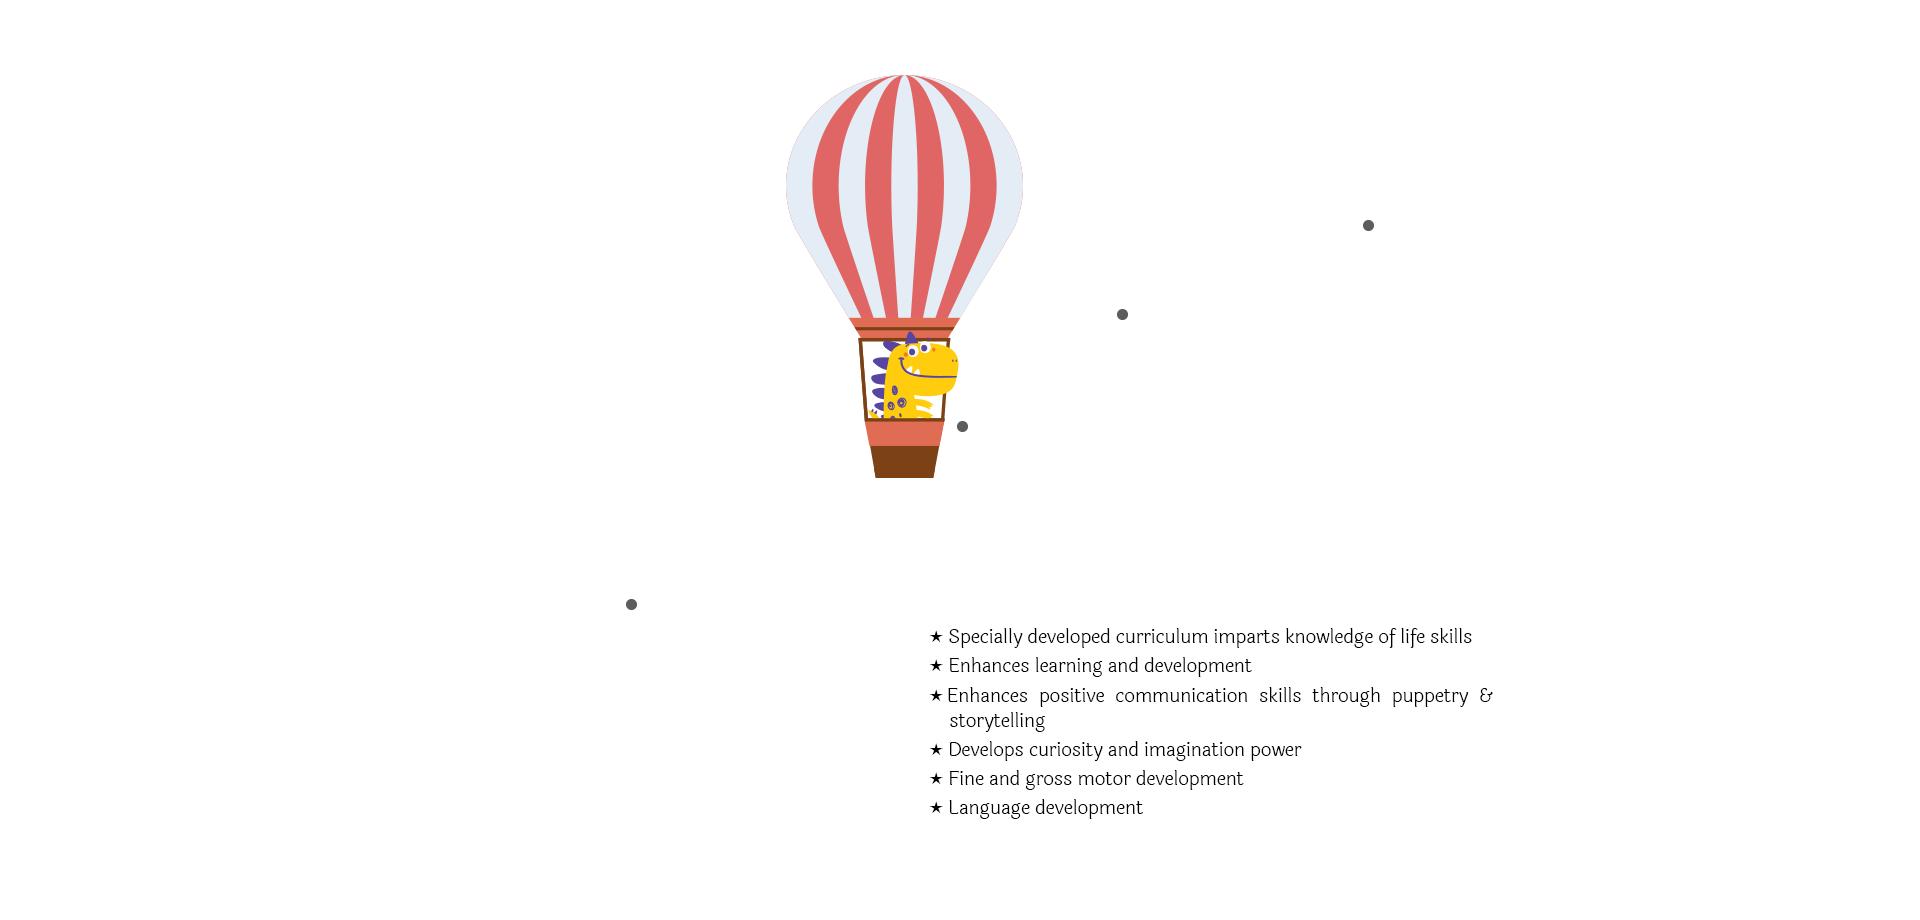 ★ Specially developed curriculum imparts knowledge of life skills
★ Enhances learning and development
★ Enhances positive communication skills through puppetry &
storytelling
★ Develops curiosity and imagination power
★ Fine and gross motor development
★ Language development